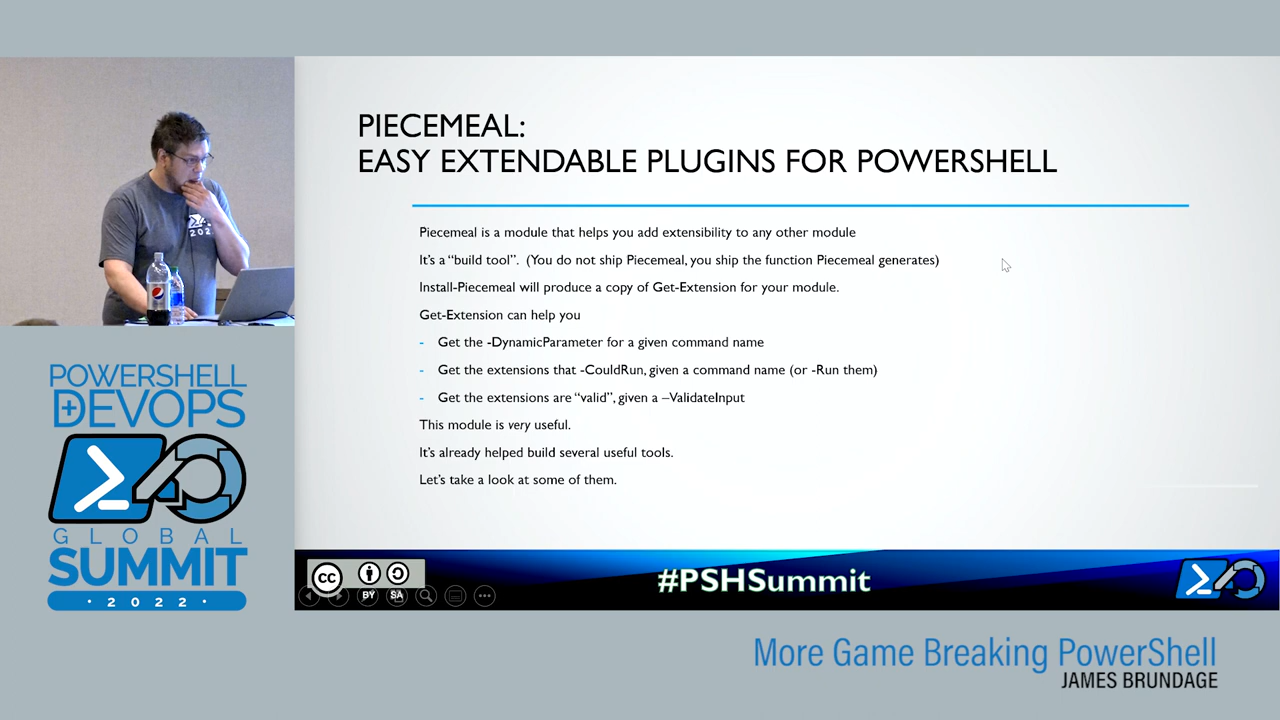 PIECEMEAL:
EASY EXTENDABLE PLUGINS FOR POWERSHELL
Piecemeal is a module that helps you add extensibility to any other module
It's a "build tool". (You do not ship Piecemeal, you ship the function Piecemeal generates)
Install-Piecemeal will produce a copy of Get-Extension for your module.
Get-Extension can help you
- Get the -DynamicParameter for a given command name
- Get the extensions that -CouldRun, given a command name (or -Run them)
- Get the extensions are "valid", given a –ValidateInput
This module is very useful.
It's already helped build several useful tools.
Let's take a look at some of them.
POWERSHELL
+DEVOPS
GLOBAL
SUMMIT
· 2022 ·
CC
BY SA
#PSHSummit
More Game Breaking PowerShell
JAMES BRUNDAGE